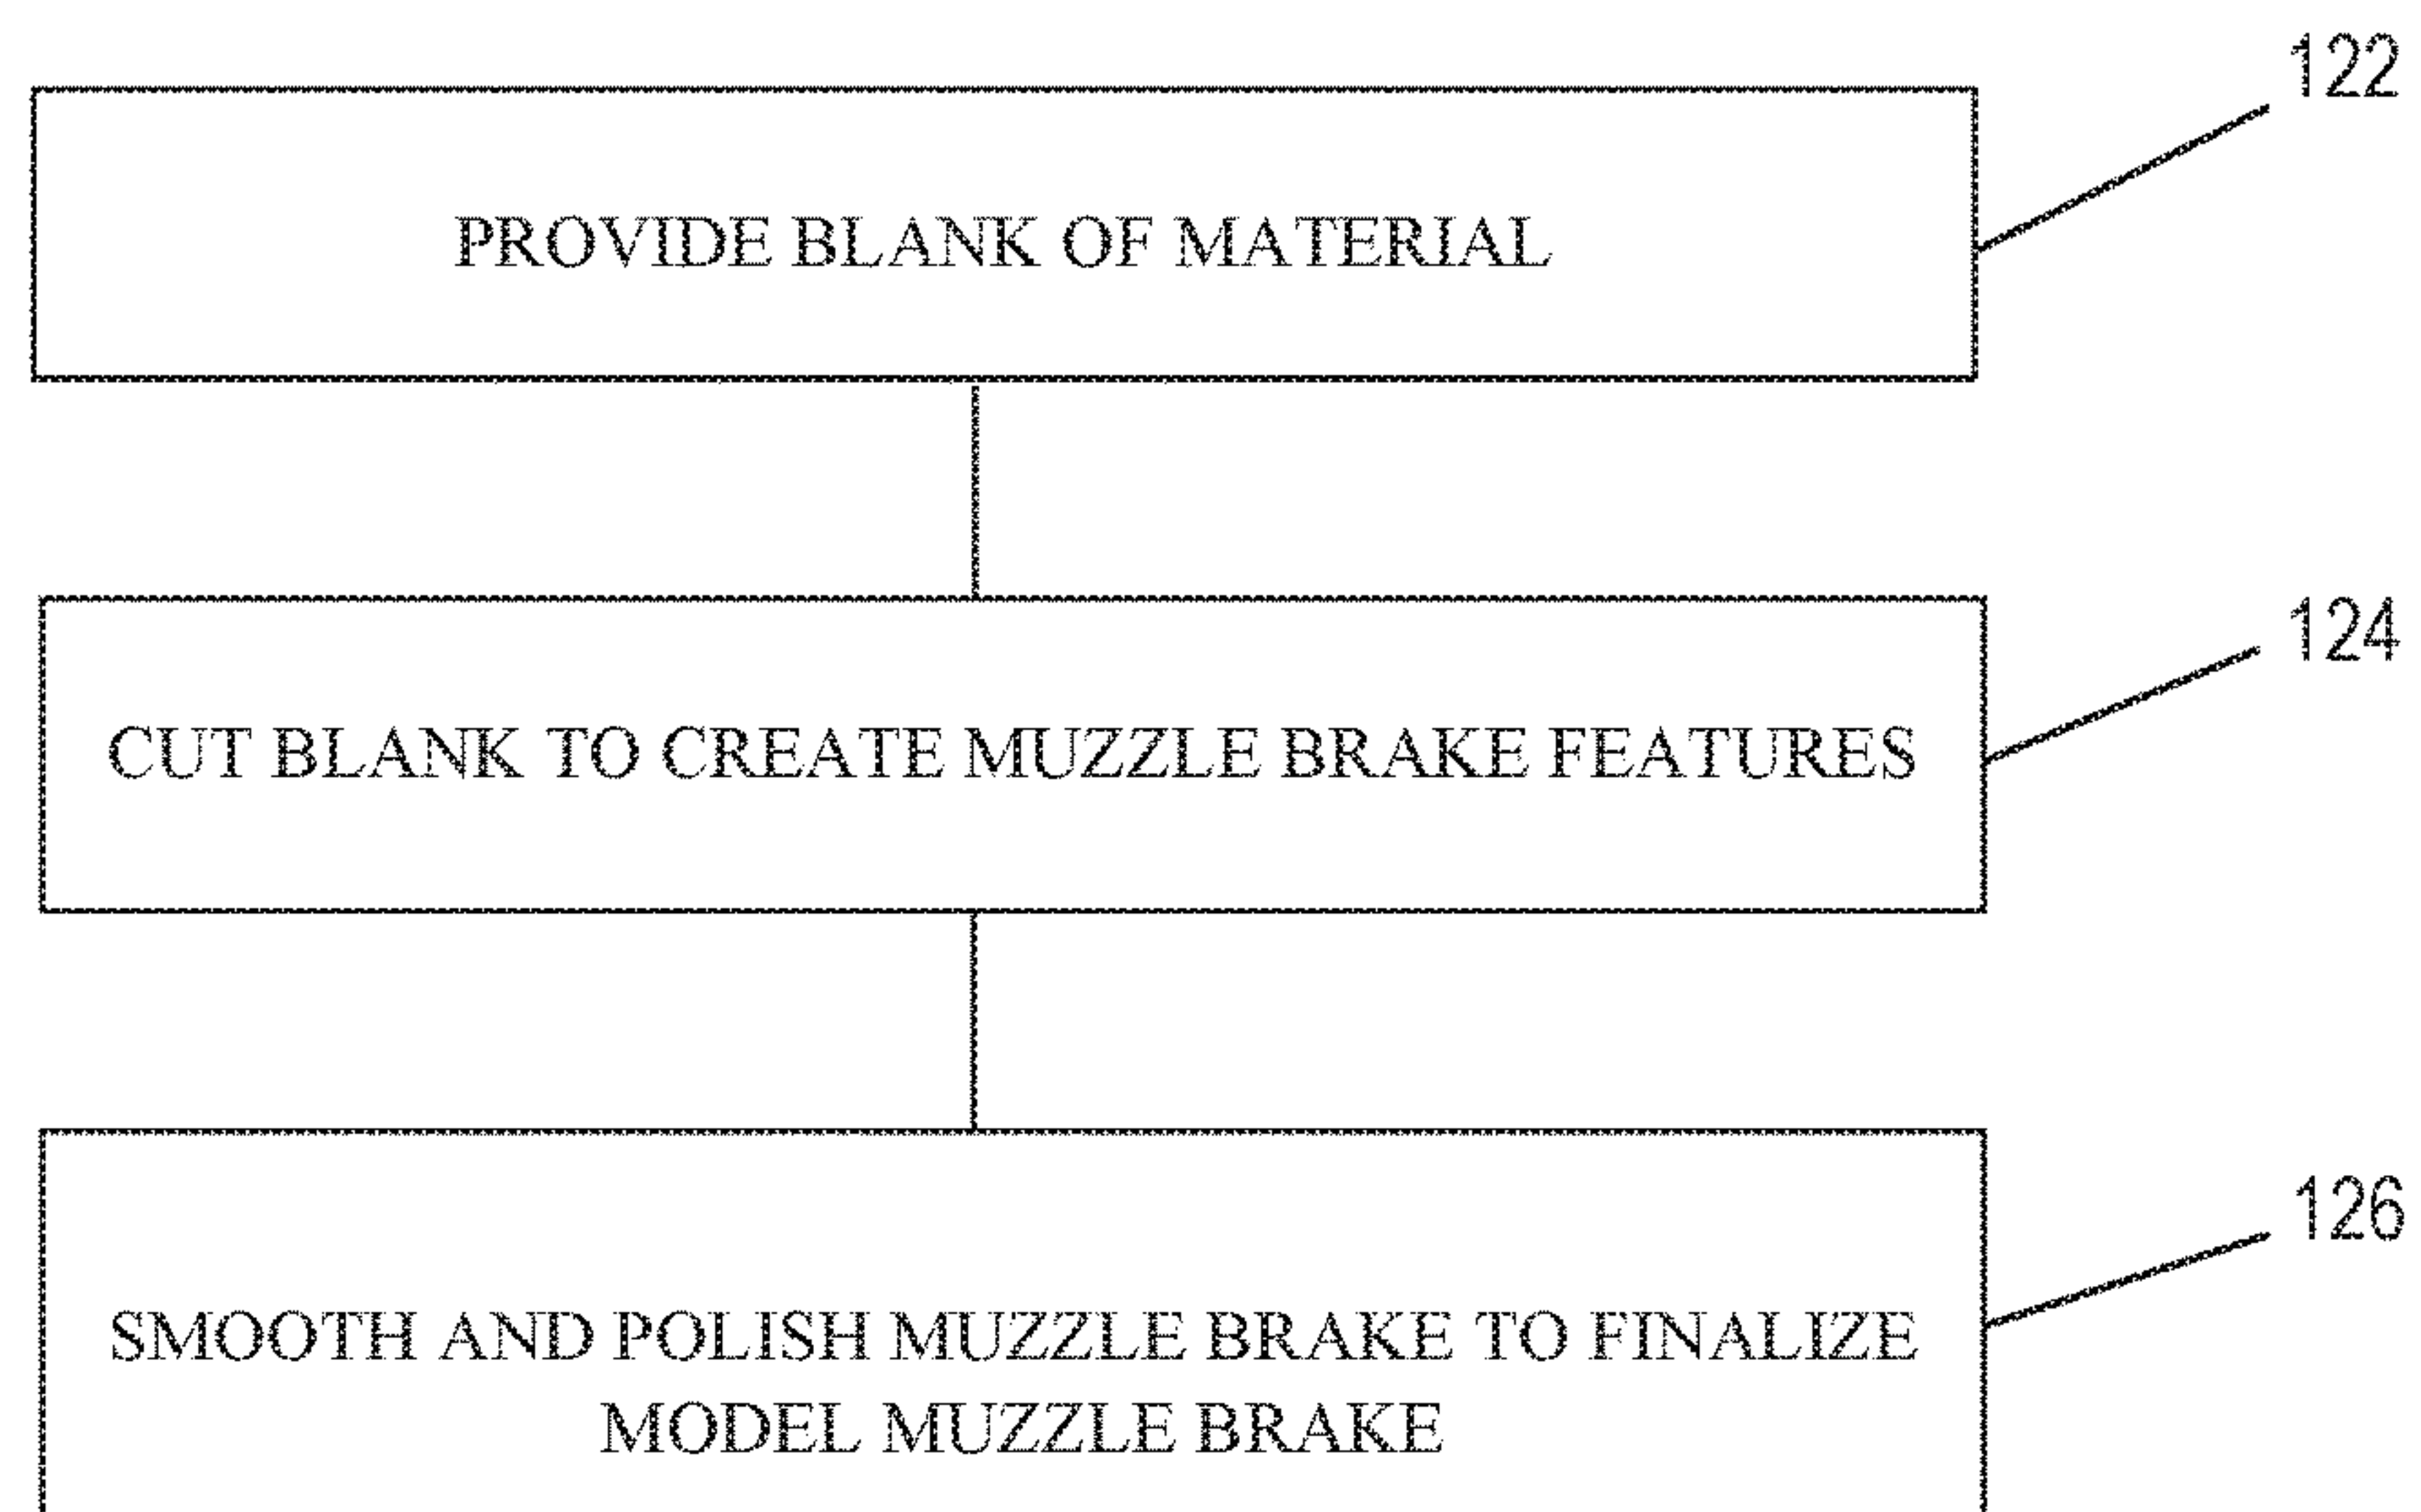 122
PROVIDE BLANK OF MATERIAL
124
CUT BLANK TO CREATE MUZZLE BRAKE FEATURES
126
SMOOTH AND POLISH MUZZLE BRAKE TO FINALIZE
MODEL MUZZLE BRAKE